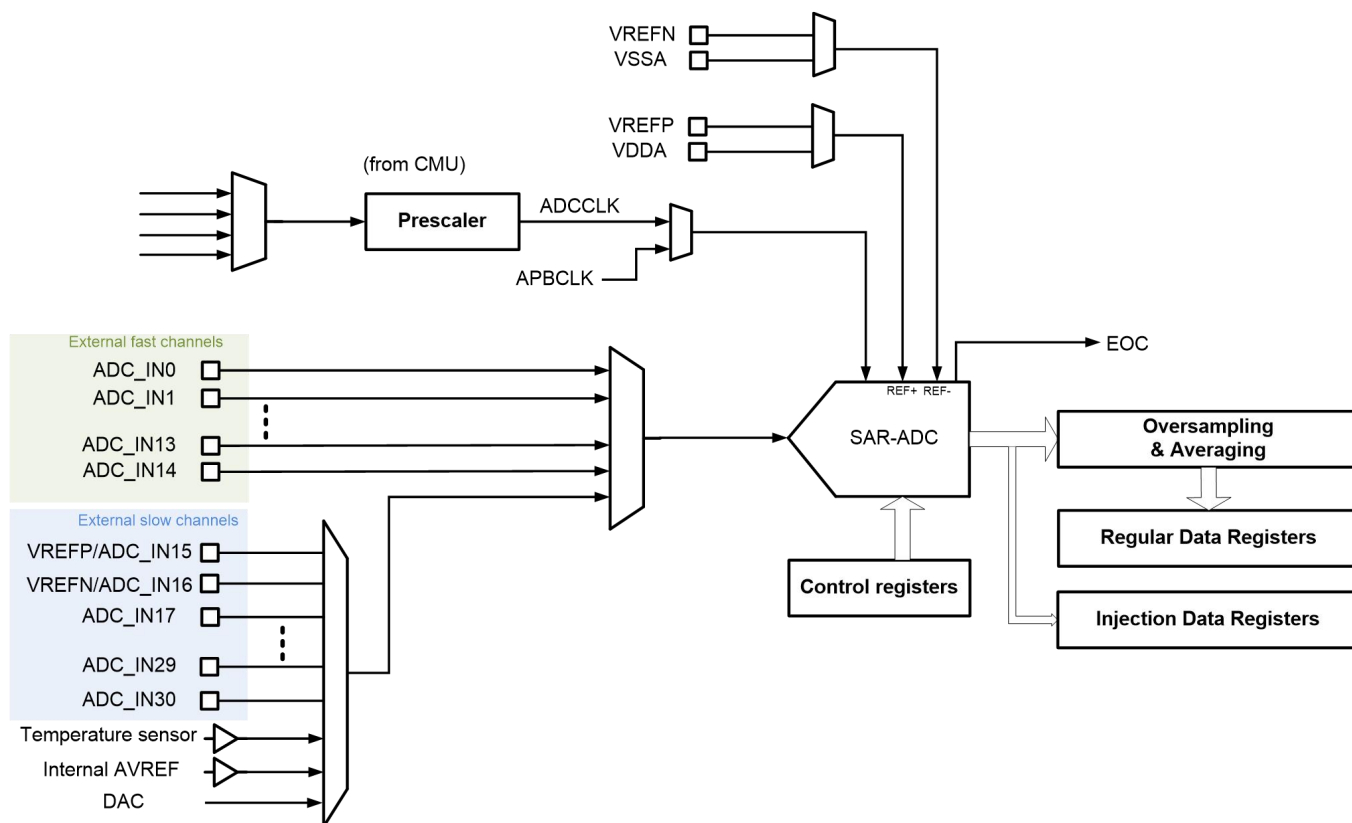 VREFN
VSSA
VREFP
VDDA
(from CMU)
Prescaler
ADCCLK
APBCLK
External fast channels
ADC_IN0
ADC_IN1
ADC_IN13
ADC_IN14
EOC
REF+ REF-
SAR-ADC
Oversampling
& Averaging
Regular Data Registers
Control registers
Injection Data Registers
External slow channels
VREFP/ADC_IN15
VREFN/ADC_IN16
ADC_IN17
ADC_IN29
ADC_IN30
Temperature sensor
Internal AVREF
DAC